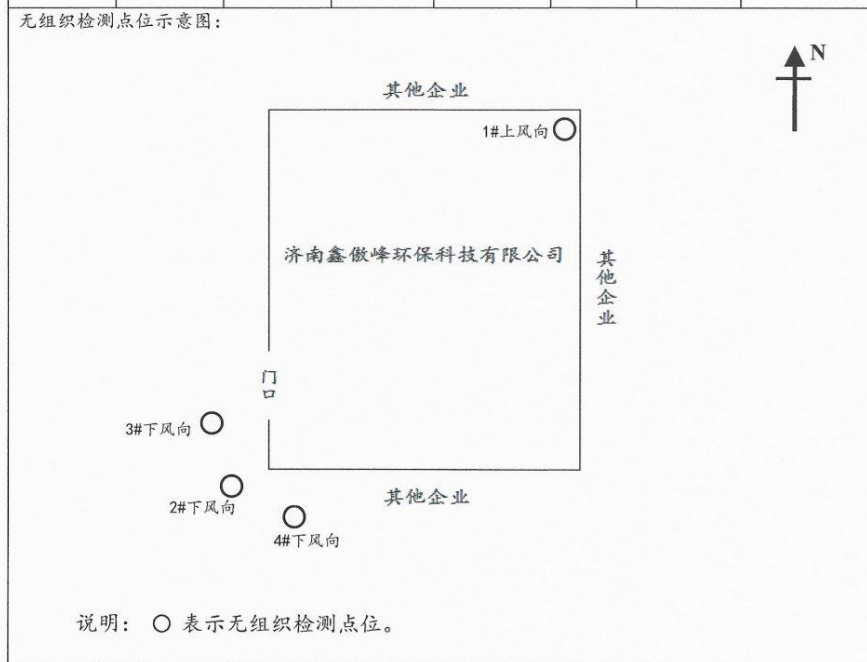 无组织检测点位示意图：
N
其他企业
1#上风向
济南鑫傲峰环保科技有限公司
其他企业
门口
3#下风向
2#下风向
其他企业
4#下风向
说明： ○ 表示无组织检测点位。